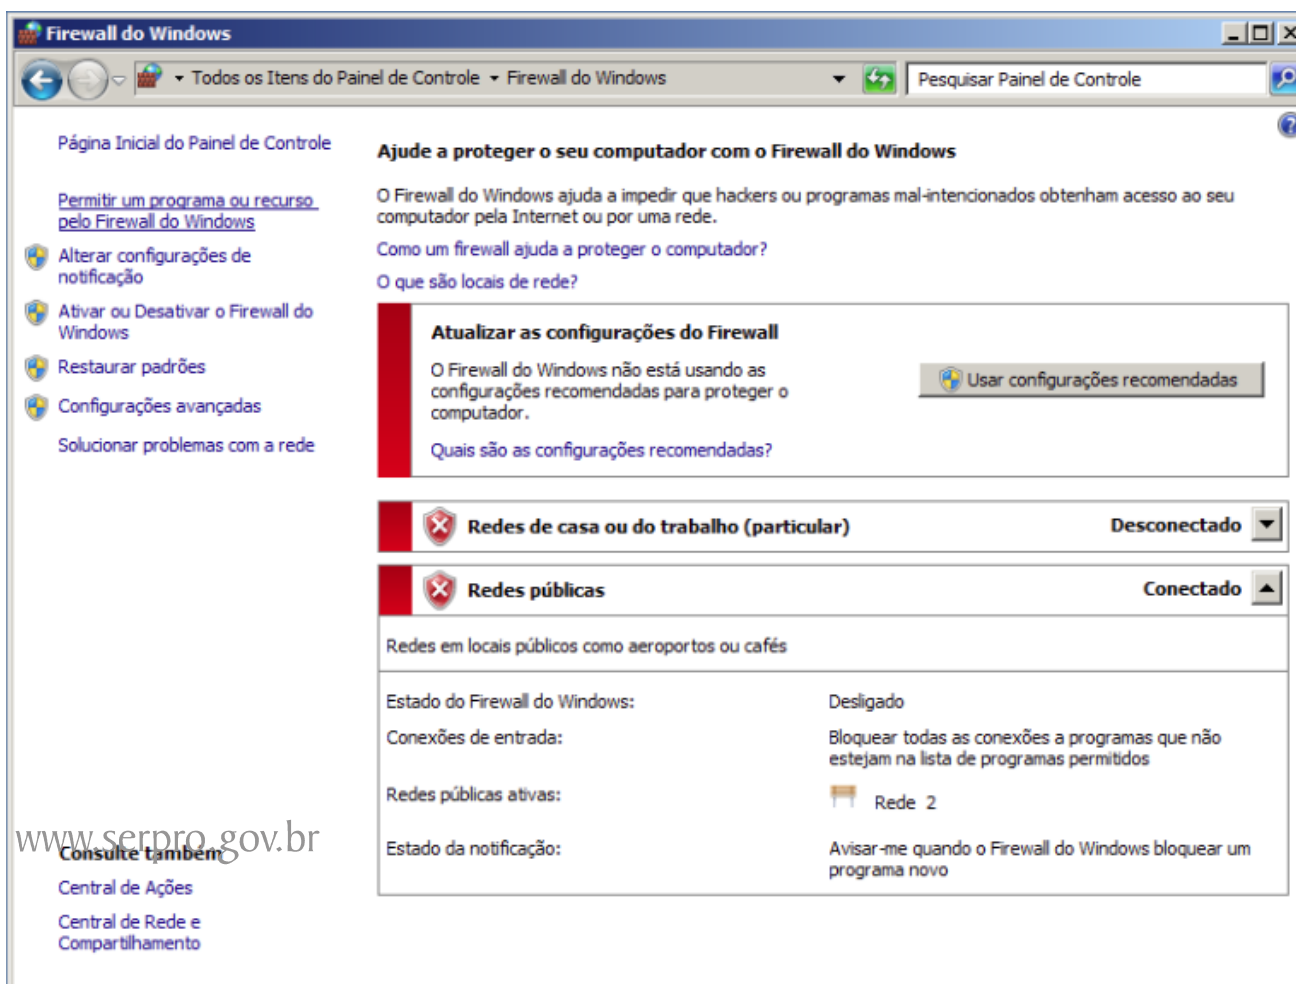 Firewall do Windows
Todos os Itens do Painel de Controle Firewall do Windows
Pesquisar Painel de Controle
Página Inicial do Painel de Controle
Permitir um programa ou recurso
pelo Firewall do Windows
Alterar configurações de
notificação
Ativar ou Desativar o Firewall do
Windows
Restaurar padrões
Configurações avançadas
Solucionar problemas com a rede
Ajude a proteger o seu computador com o Firewall do Windows
O Firewall do Windows ajuda a impedir que hackers ou programas mal-intencionados obtenham acesso ao seu
computador pela Internet ou por uma rede.
Como um firewall ajuda a proteger o computador?
O que são locais de rede?
Atualizar as configurações do Firewall
O Firewall do Windows não está usando as
configurações recomendadas para proteger o
computador.
Usar configurações recomendadas
Quais são as configurações recomendadas?
Redes de casa ou do trabalho (particular) Desconectado
Redes públicas Conectado
Redes em locais públicos como aeroportos ou cafés
Estado do Firewall do Windows: Desligado
Conexões de entrada: Bloquear todas as conexões a programas que não
estejam na lista de programas permitidos
Redes públicas ativas: Rede 2
Estado da notificação: Avisar-me quando o Firewall do Windows bloquear um
programa novo
www.serpro.gov.br
Consulte também
Central de Ações
Central de Rede e
Compartilhamento